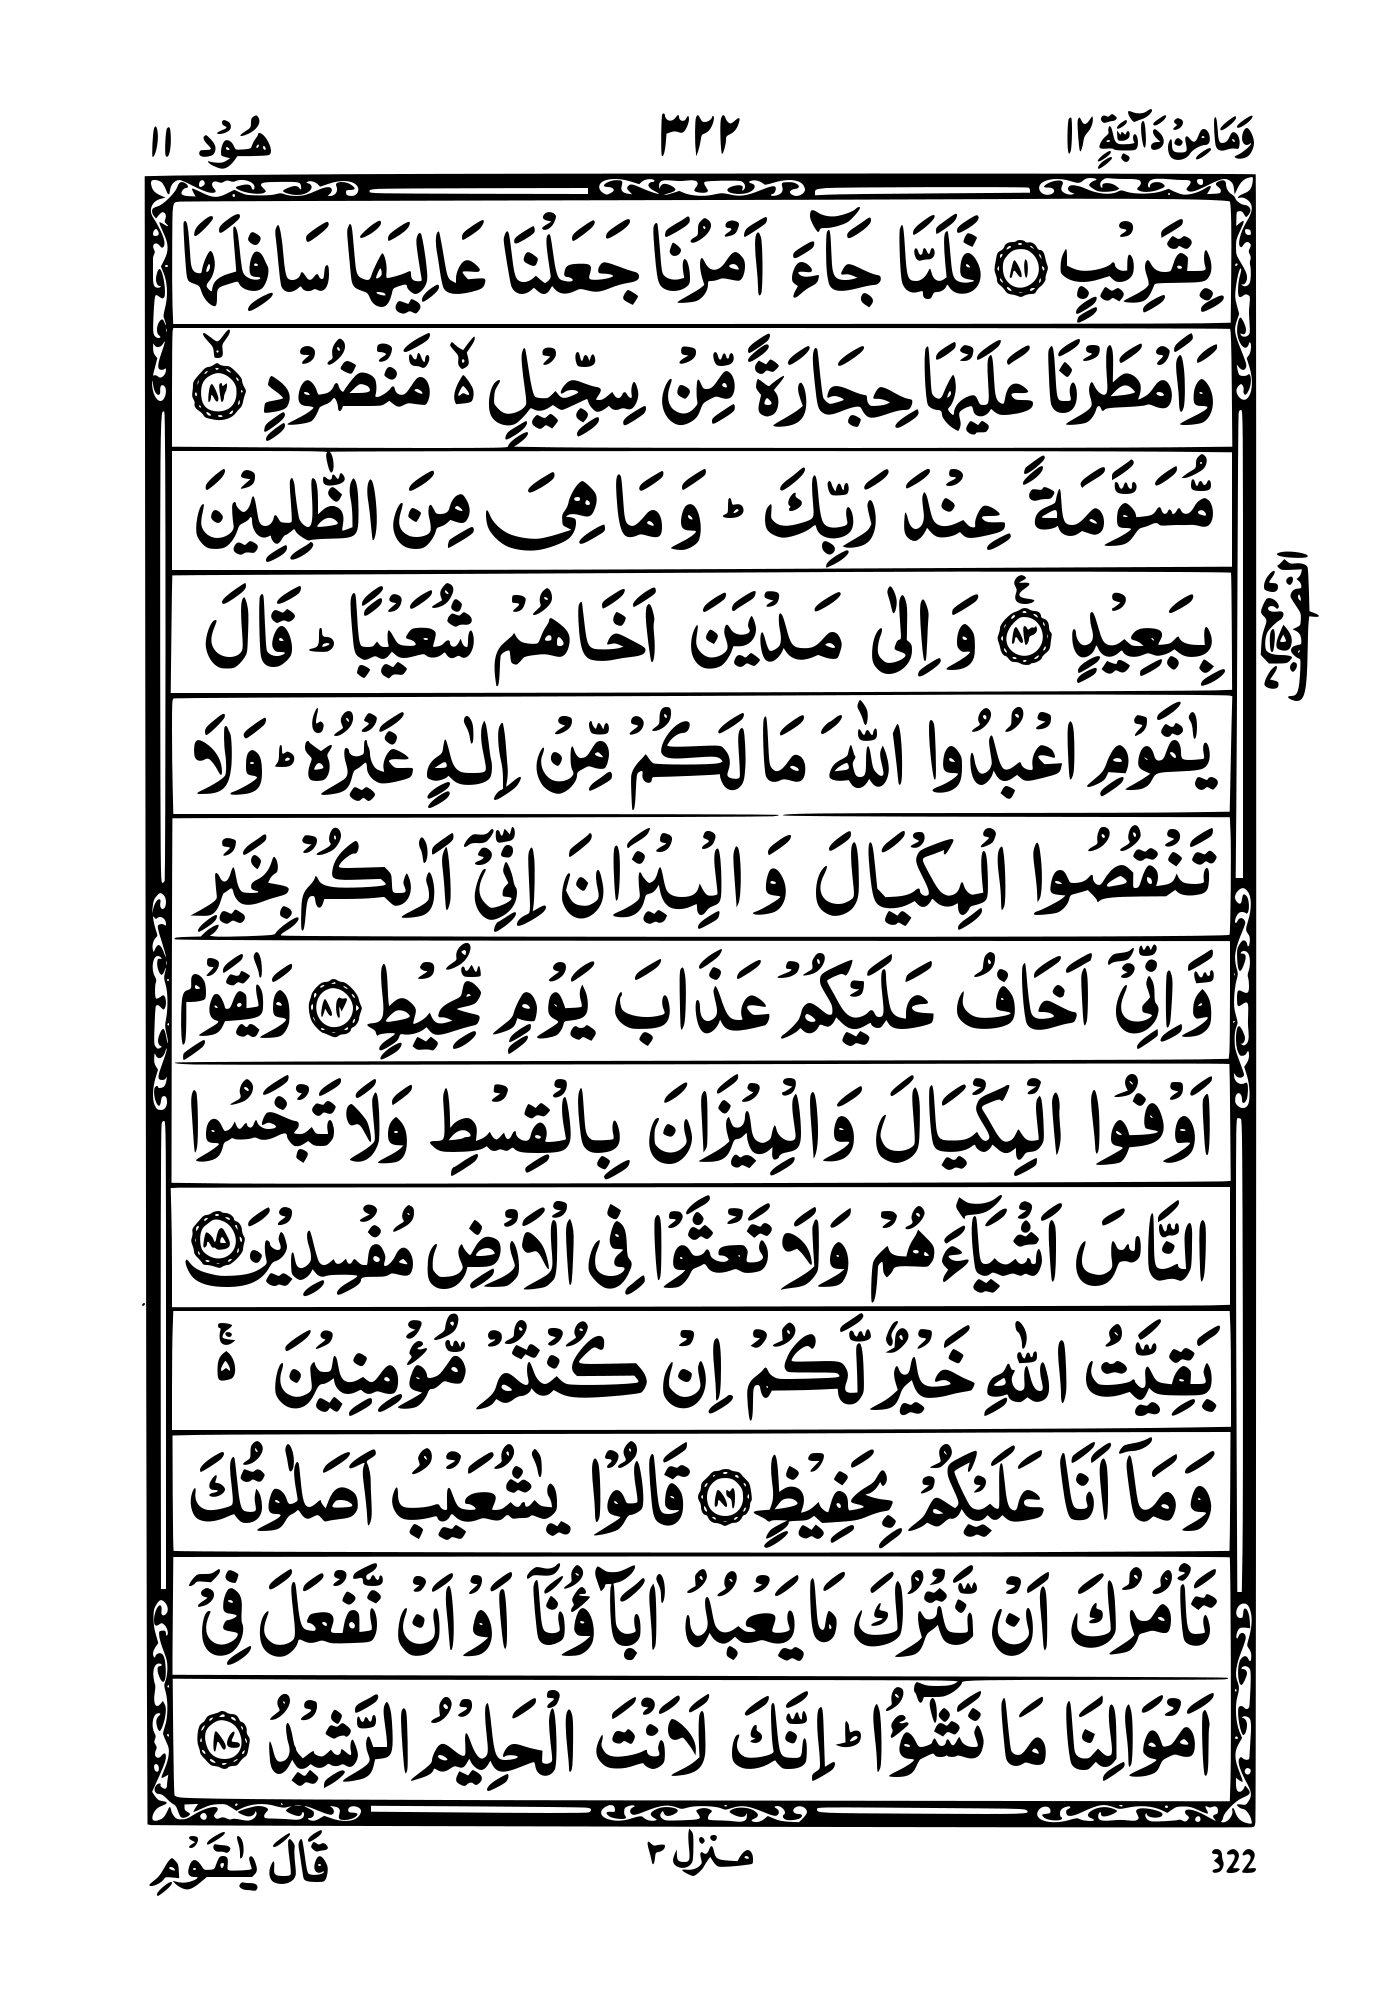 وَمَا مِنْ دَآبَّةٍ ١٢
٣٢٢
هُوْد ١١
بِقَرِيْبٍ ﴿٨١﴾ فَلَمَّا جَآءَ اَمْرُنَا جَعَلْنَا عَالِيَهَا سَافِلَهَا
وَاَمْطَرْنَا عَلَيْهَا حِجَارَةً مِّنْ سِجِّيْلٍ ۙ۵ مَّنْضُوْدٍ ۙ﴿٨٢﴾
مُّسَوَّمَةً عِنْدَ رَبِّكَ ؕ وَمَا هِىَ مِنَ الظّٰلِمِيْنَ
بِبَعِيْدٍ ﴿٨٣﴾ ع وَاِلٰى مَدْيَنَ اَخَاهُمْ شُعَيْبًا ؕ قَالَ
يٰقَوْمِ اعْبُدُوا اللّٰهَ مَا لَكُمْ مِّنْ اِلٰهٍ غَيْرُهٗ ؕ وَلَا
تَنْقُصُوا الْمِكْيَالَ وَالْمِيْزَانَ اِنِّىْۤ اَرٰىكُمْ بِخَيْرٍ
وَّاِنِّىْۤ اَخَافُ عَلَيْكُمْ عَذَابَ يَوْمٍ مُّحِيْطٍ ﴿٨٤﴾ وَيٰقَوْمِ
اَوْفُوا الْمِكْيَالَ وَالْمِيْزَانَ بِالْقِسْطِ وَلَا تَبْخَسُوا
النَّاسَ اَشْيَآءَهُمْ وَلَا تَعْثَوْا فِى الْاَرْضِ مُفْسِدِيْنَ ﴿٨٥﴾
بَقِيَّتُ اللّٰهِ خَيْرٌ لَّكُمْ اِنْ كُنْتُمْ مُّؤْمِنِيْنَ ۚ۵
وَمَاۤ اَنَا عَلَيْكُمْ بِحَفِيْظٍ ﴿٨٦﴾ قَالُوْا يٰشُعَيْبُ اَصَلٰوتُكَ
تَاْمُرُكَ اَنْ نَّتْرُكَ مَا يَعْبُدُ اٰبَآؤُنَاۤ اَوْ اَنْ نَّفْعَلَ فِىْۤ
اَمْوَالِنَا مَا نَشٰٓؤُا ؕ اِنَّكَ لَاَنْتَ الْحَلِيْمُ الرَّشِيْدُ ﴿٨٧﴾
322
منزل ٣
قَالَ يٰقَوْمِ